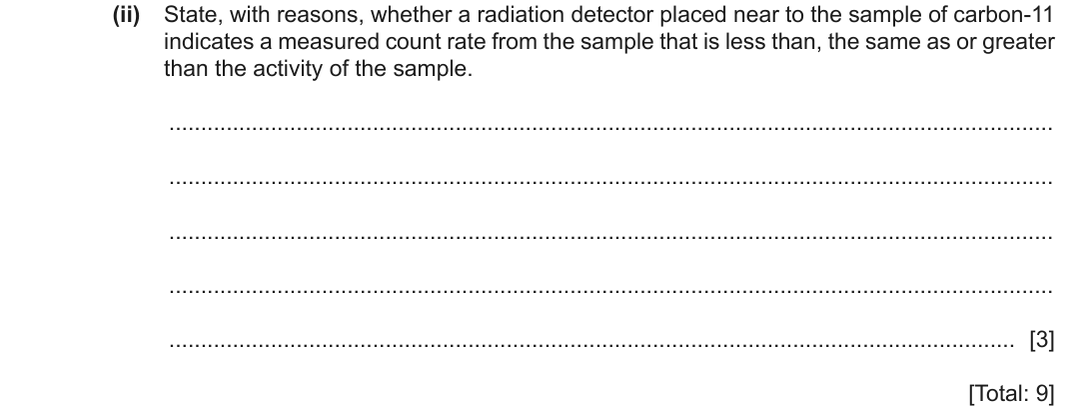 (ii) State, with reasons, whether a radiation detector placed near to the sample of carbon-11
indicates a measured count rate from the sample that is less than, the same as or greater
than the activity of the sample.
..........................................................................................................................................
..........................................................................................................................................
..........................................................................................................................................
..........................................................................................................................................
.................................................................................................................................... [3]
[Total: 9]